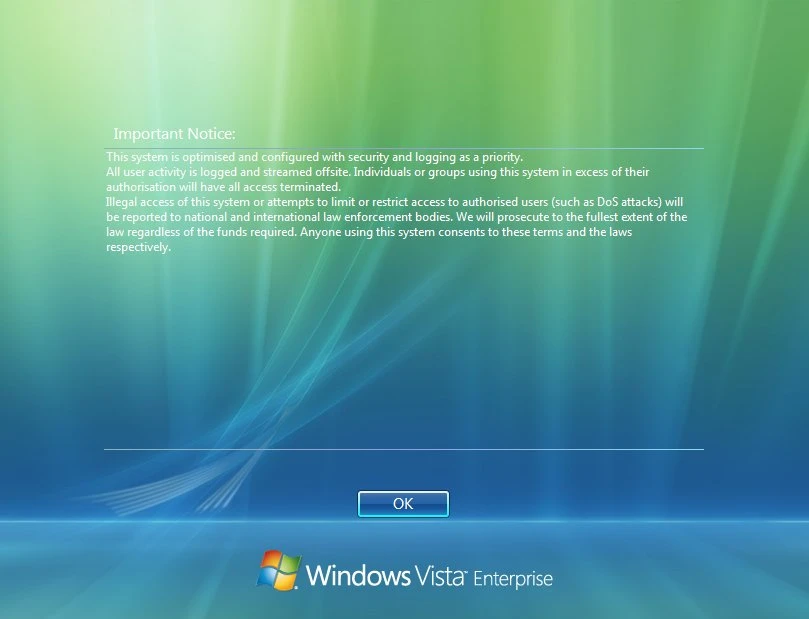 Important Notice:
This system is optimised and configured with security and logging as a priority.
All user activity is logged and streamed offsite. Individuals or groups using this system in excess of their
authorisation will have all access terminated.
Illegal access of this system or attempts to limit or restrict access to authorised users (such as DoS attacks) will
be reported to national and international law enforcement bodies. We will prosecute to the fullest extent of the
law regardless of the funds required. Anyone using this system consents to these terms and the laws
respectively.
OK
Windows Vista™ Enterprise